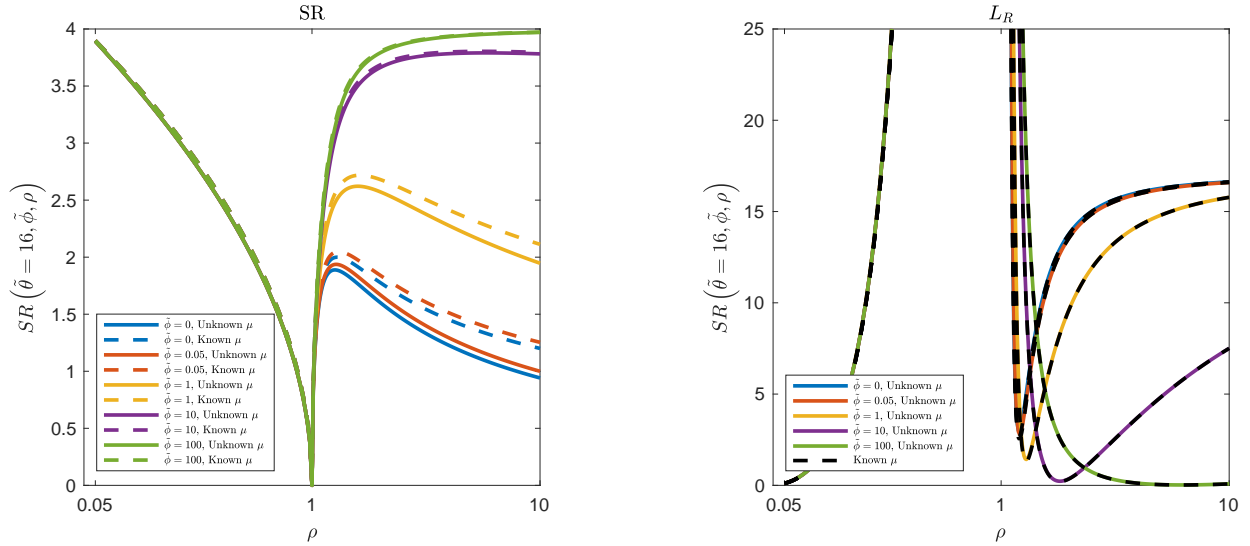 SR
4
3.5
3
2.5
2
1.5
1
0.5
0
0.05
1
10
ρ
SR (θ̃ = 16, φ̃, ρ)
φ̃ = 0, Unknown μ
φ̃ = 0, Known μ
φ̃ = 0.05, Unknown μ
φ̃ = 0.05, Known μ
φ̃ = 1, Unknown μ
φ̃ = 1, Known μ
φ̃ = 10, Unknown μ
φ̃ = 10, Known μ
φ̃ = 100, Unknown μ
φ̃ = 100, Known μ
L_R
25
20
15
10
5
0
0.05
1
10
ρ
SR (θ̃ = 16, φ̃, ρ)
φ̃ = 0, Unknown μ
φ̃ = 0.05, Unknown μ
φ̃ = 1, Unknown μ
φ̃ = 10, Unknown μ
φ̃ = 100, Unknown μ
Known μ